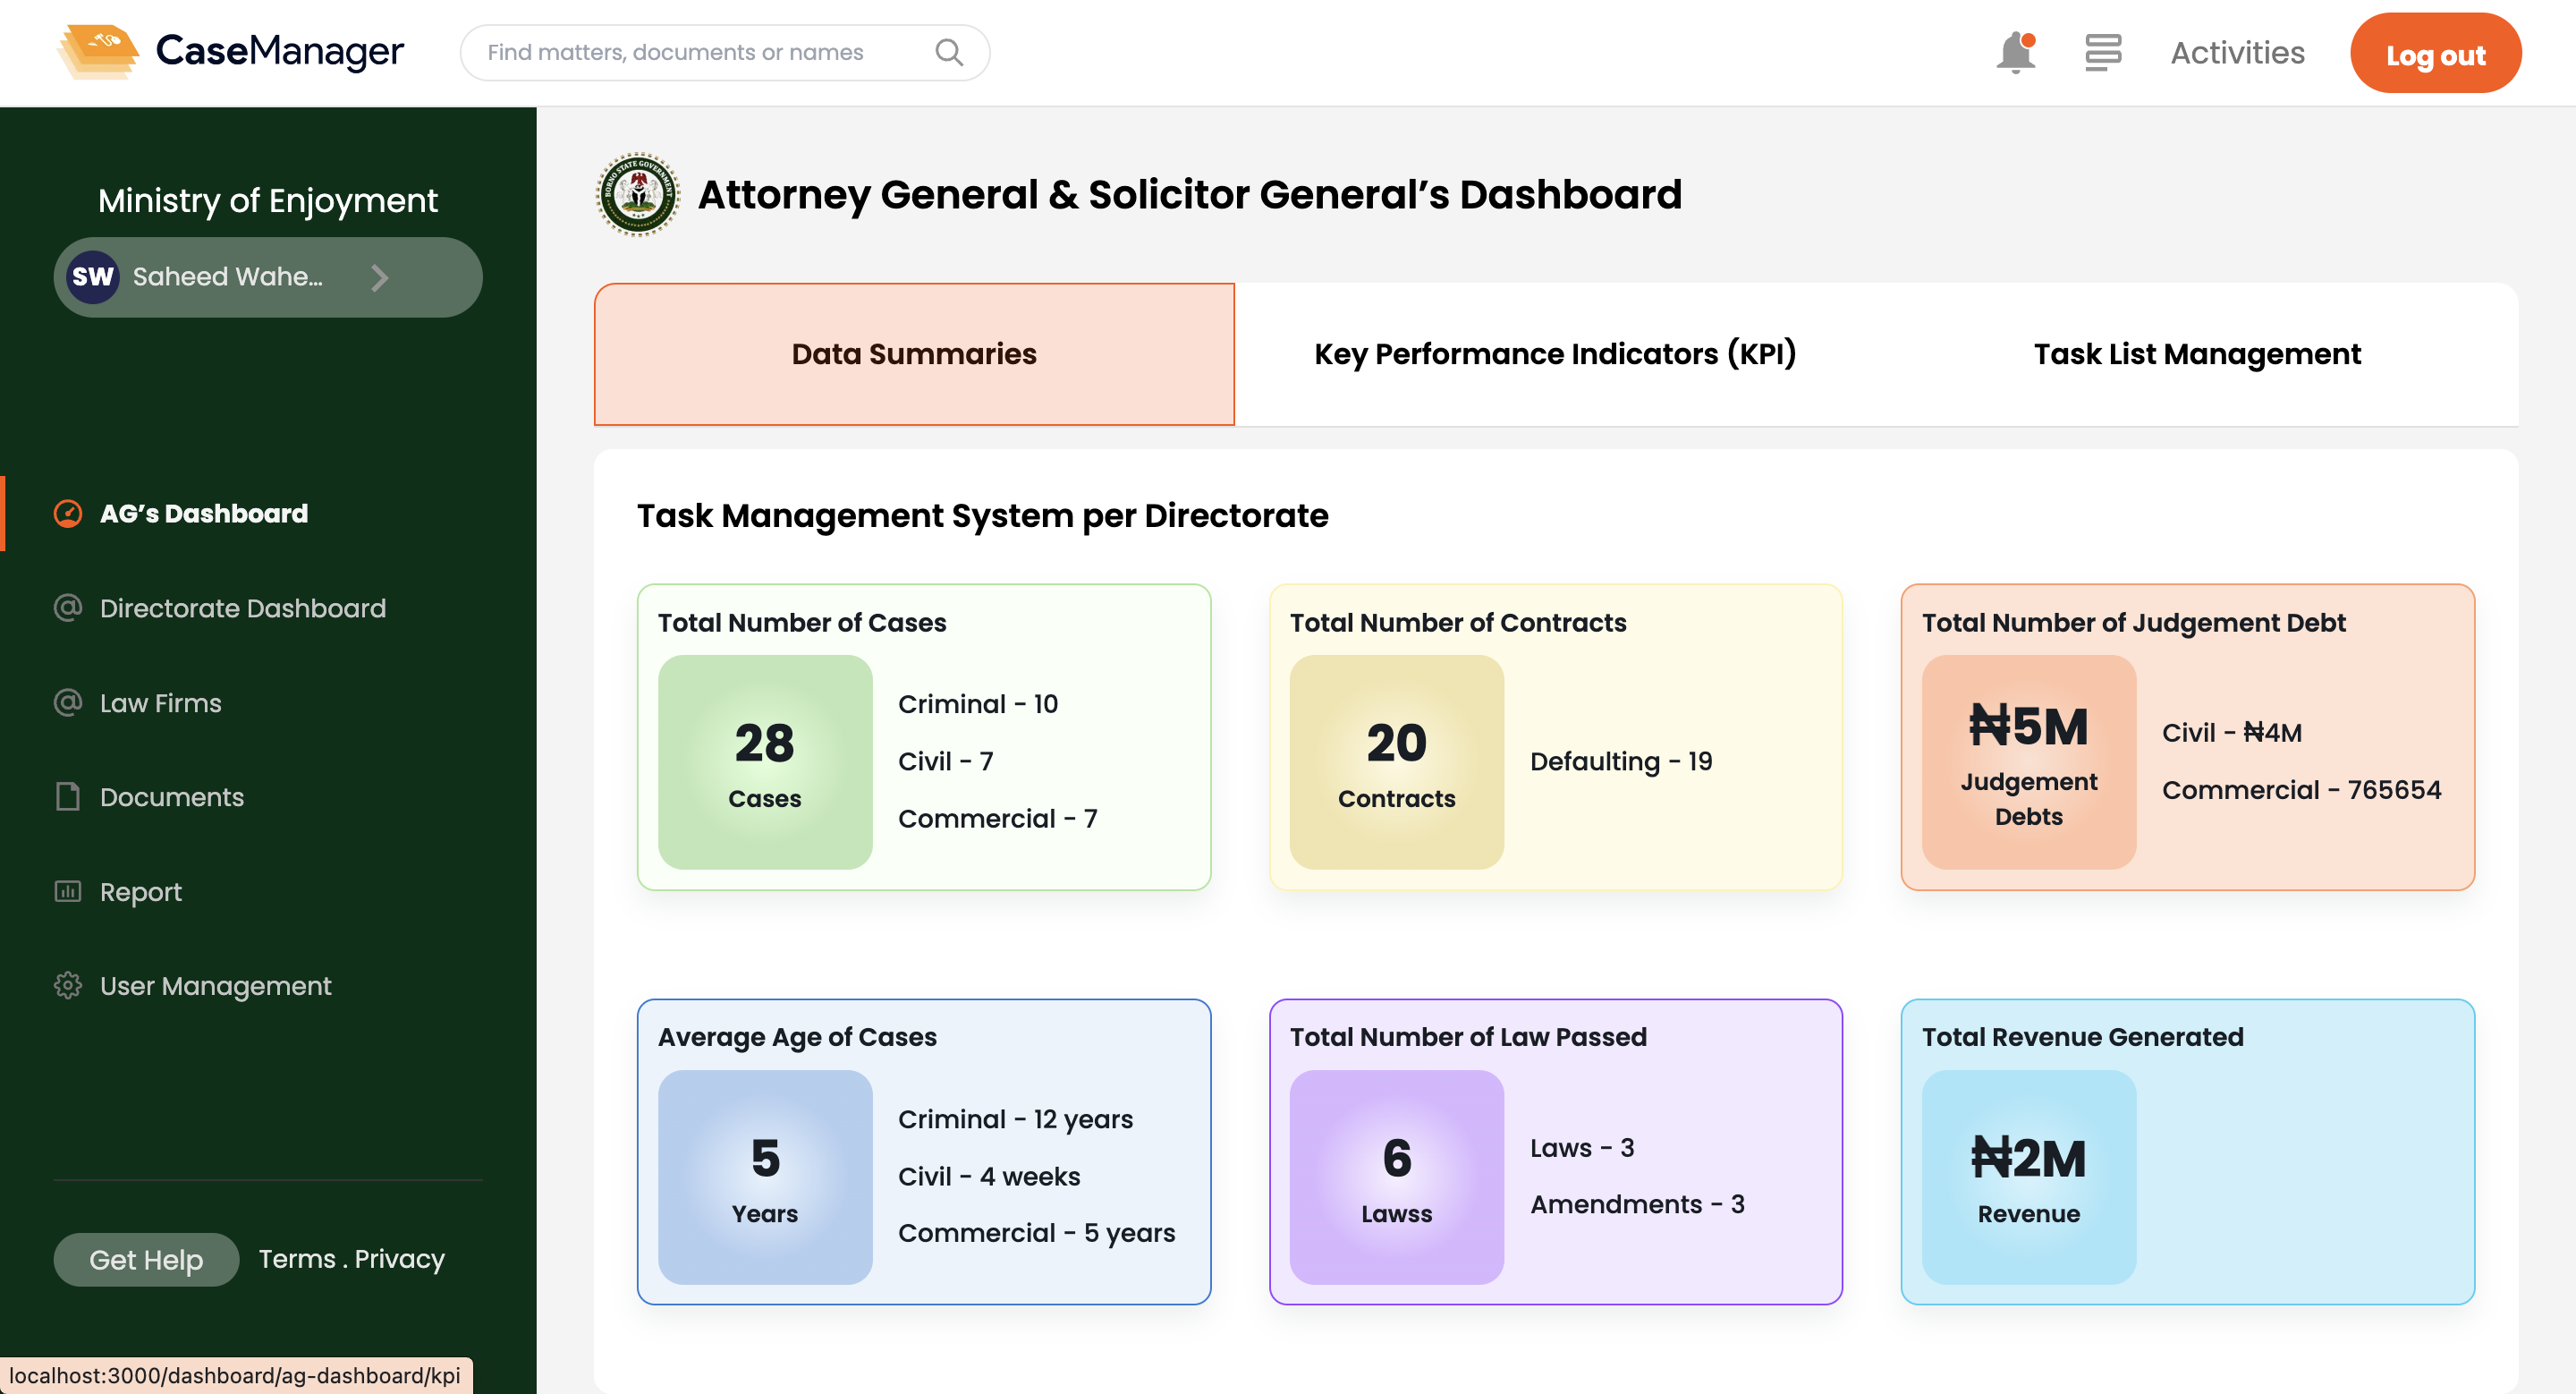 CaseManager
Find matters, documents or names
Activities
Log out
Ministry of Enjoyment
SW
Saheed Wahe...
AG’s Dashboard
Directorate Dashboard
Law Firms
Documents
Report
User Management
Get Help
Terms . Privacy
localhost:3000/dashboard/ag-dashboard/kpi
BORNO STATE GOVERNMENT
Attorney General & Solicitor General’s Dashboard
Data Summaries
Key Performance Indicators (KPI)
Task List Management
Task Management System per Directorate
Total Number of Cases
28
Cases
Criminal - 10
Civil - 7
Commercial - 7
Total Number of Contracts
20
Contracts
Defaulting - 19
Total Number of Judgement Debt
₦5M
Judgement
Debts
Civil - ₦4M
Commercial - 765654
Average Age of Cases
5
Years
Criminal - 12 years
Civil - 4 weeks
Commercial - 5 years
Total Number of Law Passed
6
Lawss
Laws - 3
Amendments - 3
Total Revenue Generated
₦2M
Revenue